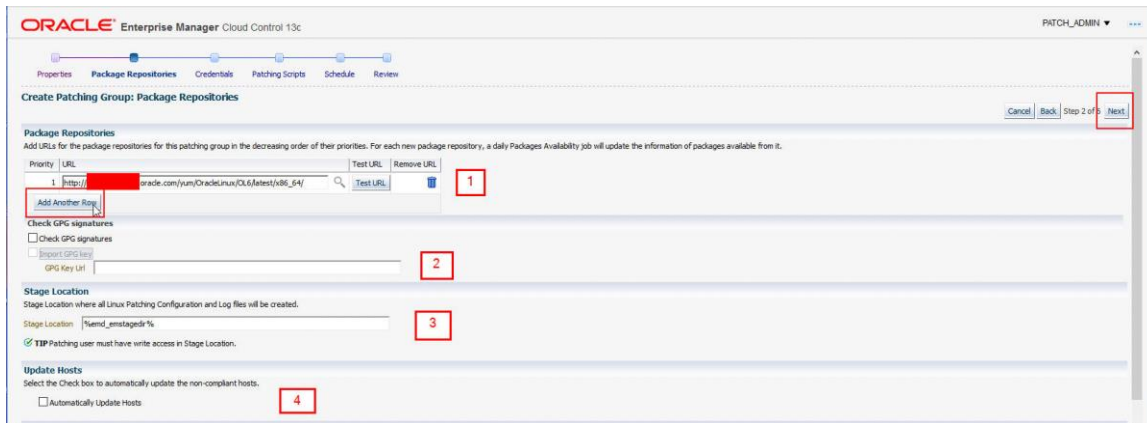 ORACLE Enterprise Manager Cloud Control 13c
PATCH_ADMIN
Properties Package Repositories Credentials Patching Scripts Schedule Review
Create Patching Group: Package Repositories
Cancel Back Step 2 of 6 Next
Package Repositories
Add URLs for the package repositories for this patching group in the decreasing order of their priorities. For each new package repository, a daily Packages Availability job will update the information of packages available from it.
Priority URL Test URL Remove URL
1 http:// oracle.com/yum/OracleLinux/OL6/latest/x86_64/ Test URL
1
Add Another Row
Check GPG signatures
Check GPG signatures
Import GPG key
GPG Key Url
2
Stage Location
Stage Location where all Linux Patching Configuration and Log files will be created.
Stage Location %emd_emstagedir%
3
TIP Patching user must have write access in Stage Location.
Update Hosts
Select the Check box to automatically update the non-compliant hosts.
Automatically Update Hosts
4